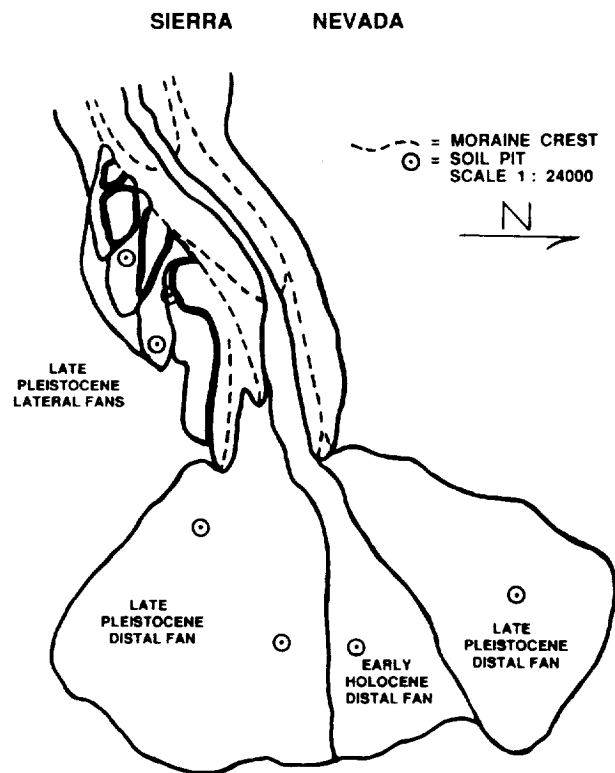 SIERRA NEVADA
= MORAINE CREST
= SOIL PIT
SCALE 1 : 24000
N
LATE
PLEISTOCENE
LATERAL FANS
LATE
PLEISTOCENE
DISTAL FAN
EARLY
HOLOCENE
DISTAL FAN
LATE
PLEISTOCENE
DISTAL FAN